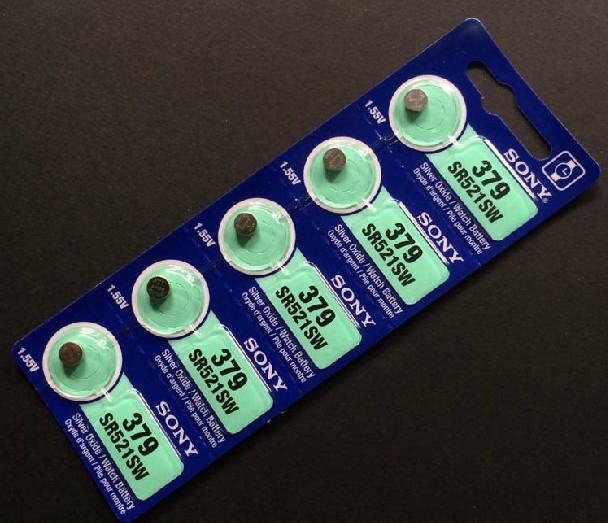 1.55V
SONY
379
SR521SW
Silver Oxide / Watch Battery
Oxyde d'argent / Pile pour montre
1.55V
SONY
379
SR521SW
Silver Oxide / Watch Battery
Oxyde d'argent / Pile pour montre
1.55V
SONY
379
SR521SW
Silver Oxide / Watch Battery
Oxyde d'argent / Pile pour montre
1.55V
SONY
379
SR521SW
Silver Oxide / Watch Battery
Oxyde d'argent / Pile pour montre
1.55V
SONY
379
SR521SW
Silver Oxide / Watch Battery
Oxyde d'argent / Pile pour montre